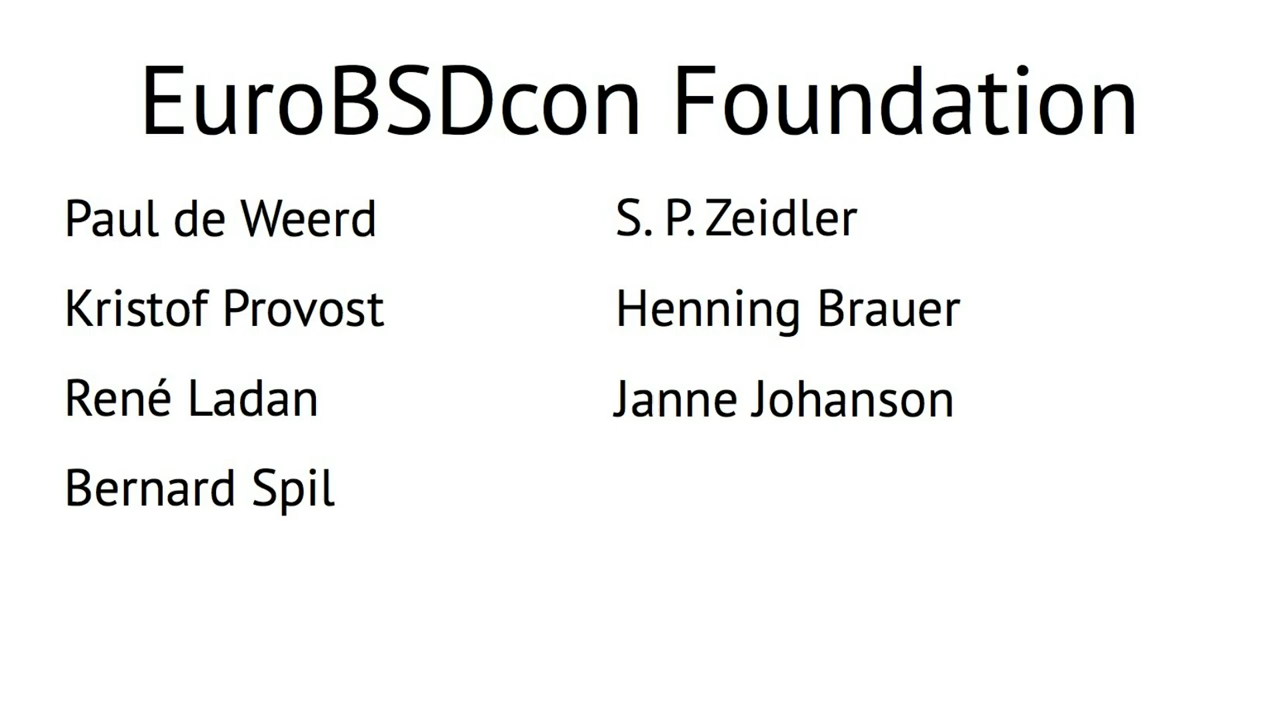 EuroBSDcon Foundation
Paul de Weerd
Kristof Provost
René Ladan
Bernard Spil
S. P. Zeidler
Henning Brauer
Janne Johanson